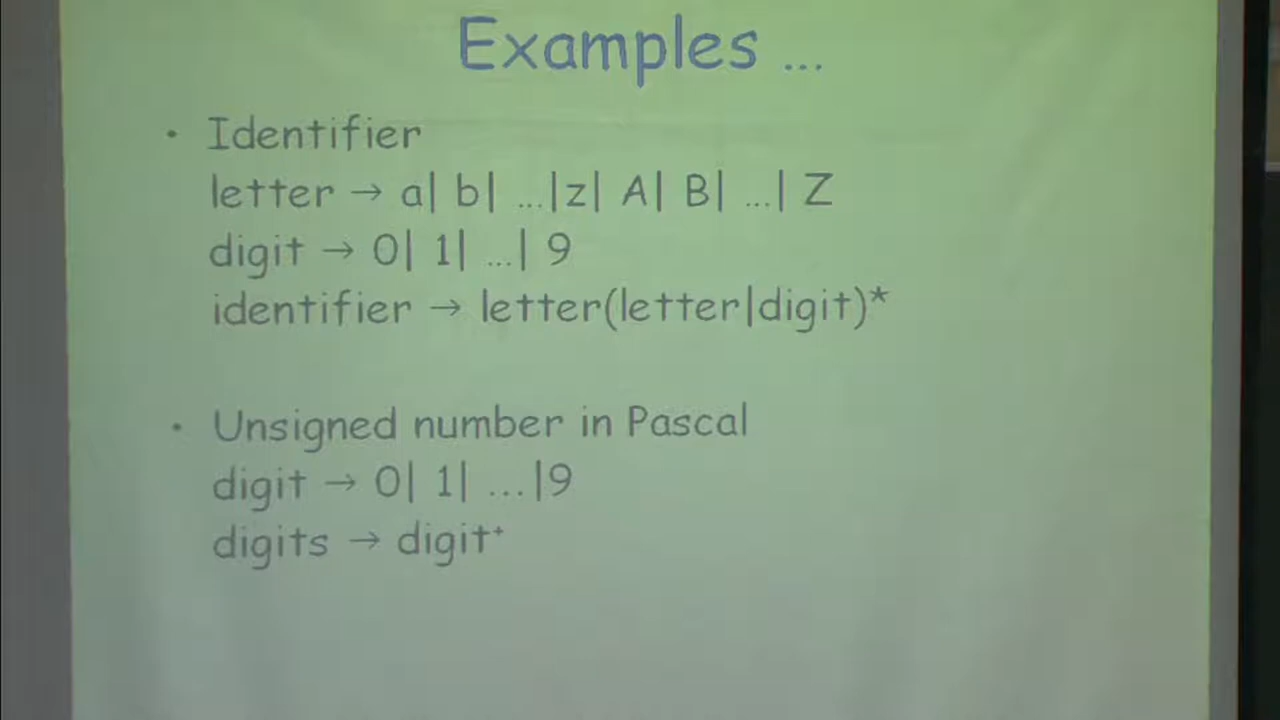 Examples ...
• Identifier
letter → a| b| ...|z| A| B| ...| Z
digit → 0| 1| ...| 9
identifier → letter(letter|digit)*
• Unsigned number in Pascal
digit → 0| 1| ...|9
digits → digit⁺